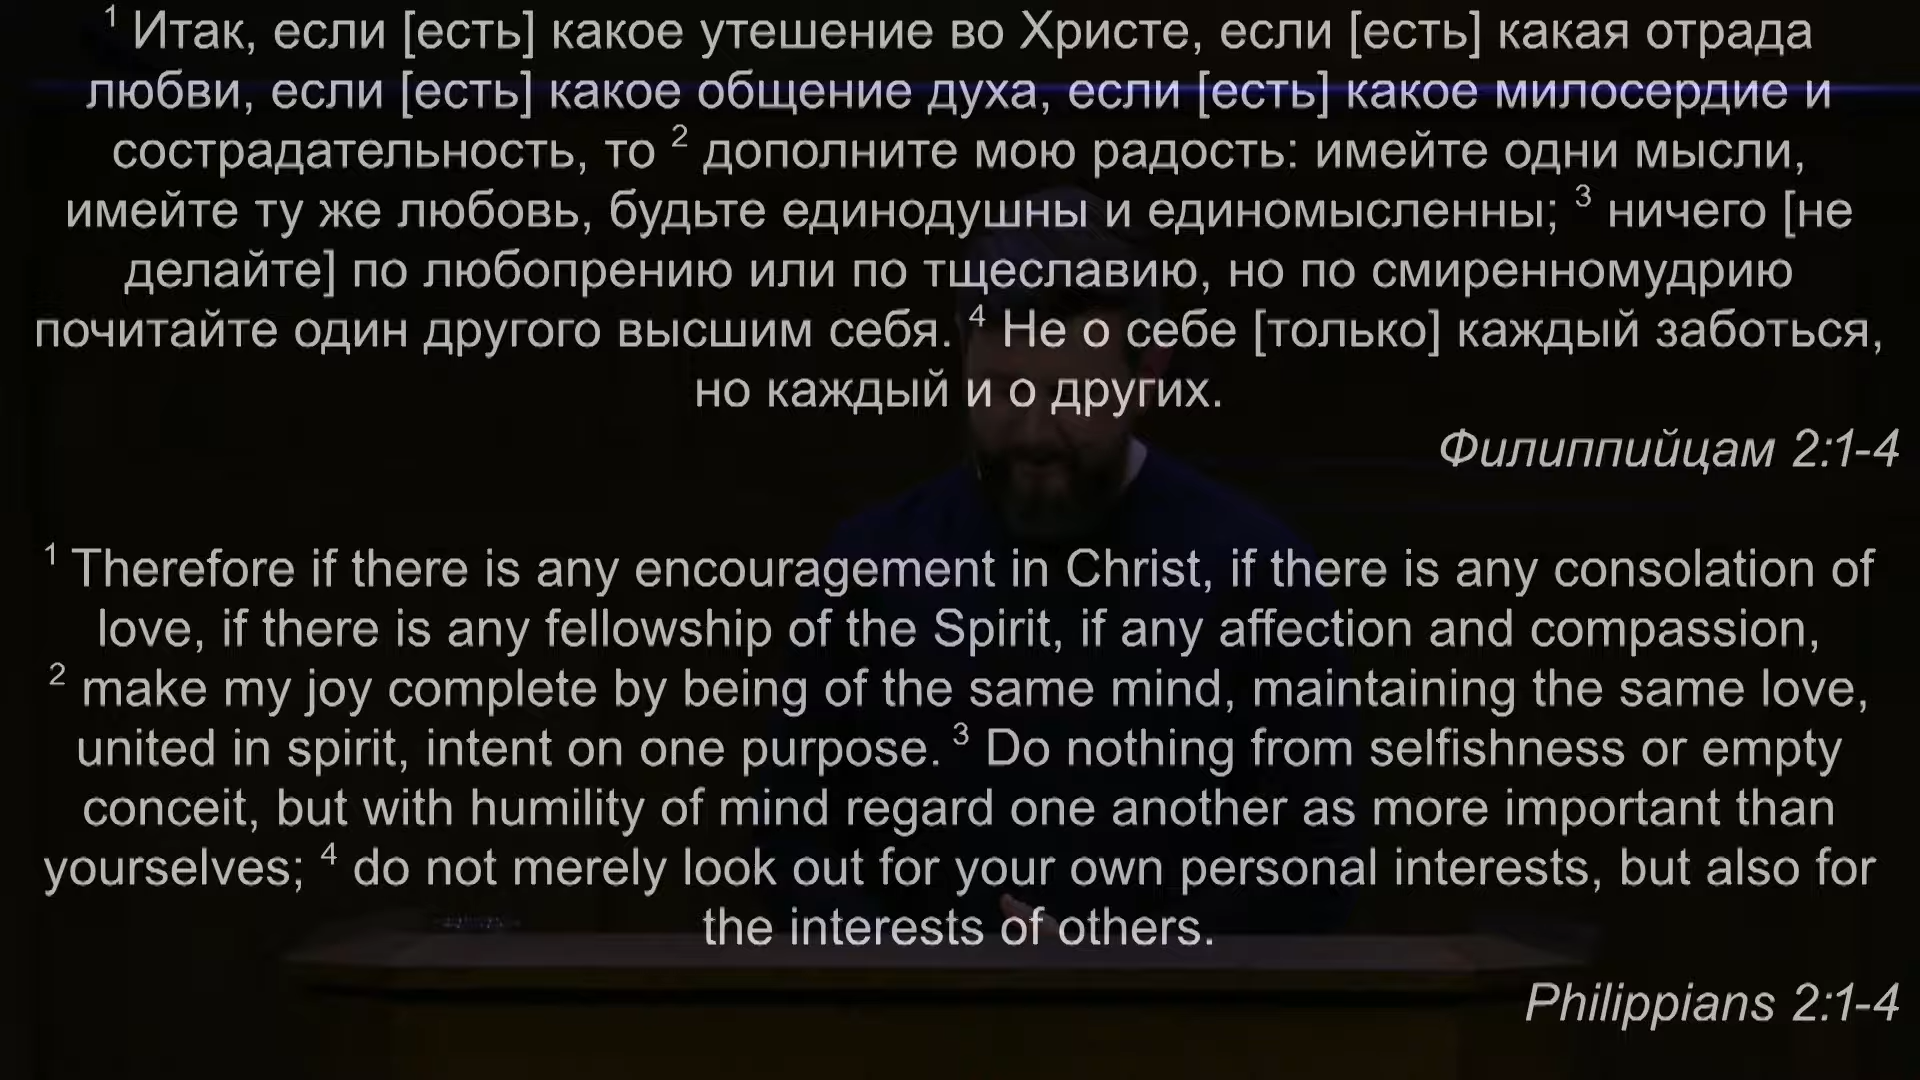 1 Итак, если [есть] какое утешение во Христе, если [есть] какая отрада
любви, если [есть] какое общение духа, если [есть] какое милосердие и
сострадательность, то 2 дополните мою радость: имейте одни мысли,
имейте ту же любовь, будьте единодушны и единомысленны; 3 ничего [не
делайте] по любопрению или по тщеславию, но по смиренномудрию
почитайте один другого высшим себя. 4 Не о себе [только] каждый заботься,
но каждый и о других.
Филиппийцам 2:1-4
1 Therefore if there is any encouragement in Christ, if there is any consolation of
love, if there is any fellowship of the Spirit, if any affection and compassion,
2 make my joy complete by being of the same mind, maintaining the same love,
united in spirit, intent on one purpose. 3 Do nothing from selfishness or empty
conceit, but with humility of mind regard one another as more important than
yourselves; 4 do not merely look out for your own personal interests, but also for
the interests of others.
Philippians 2:1-4